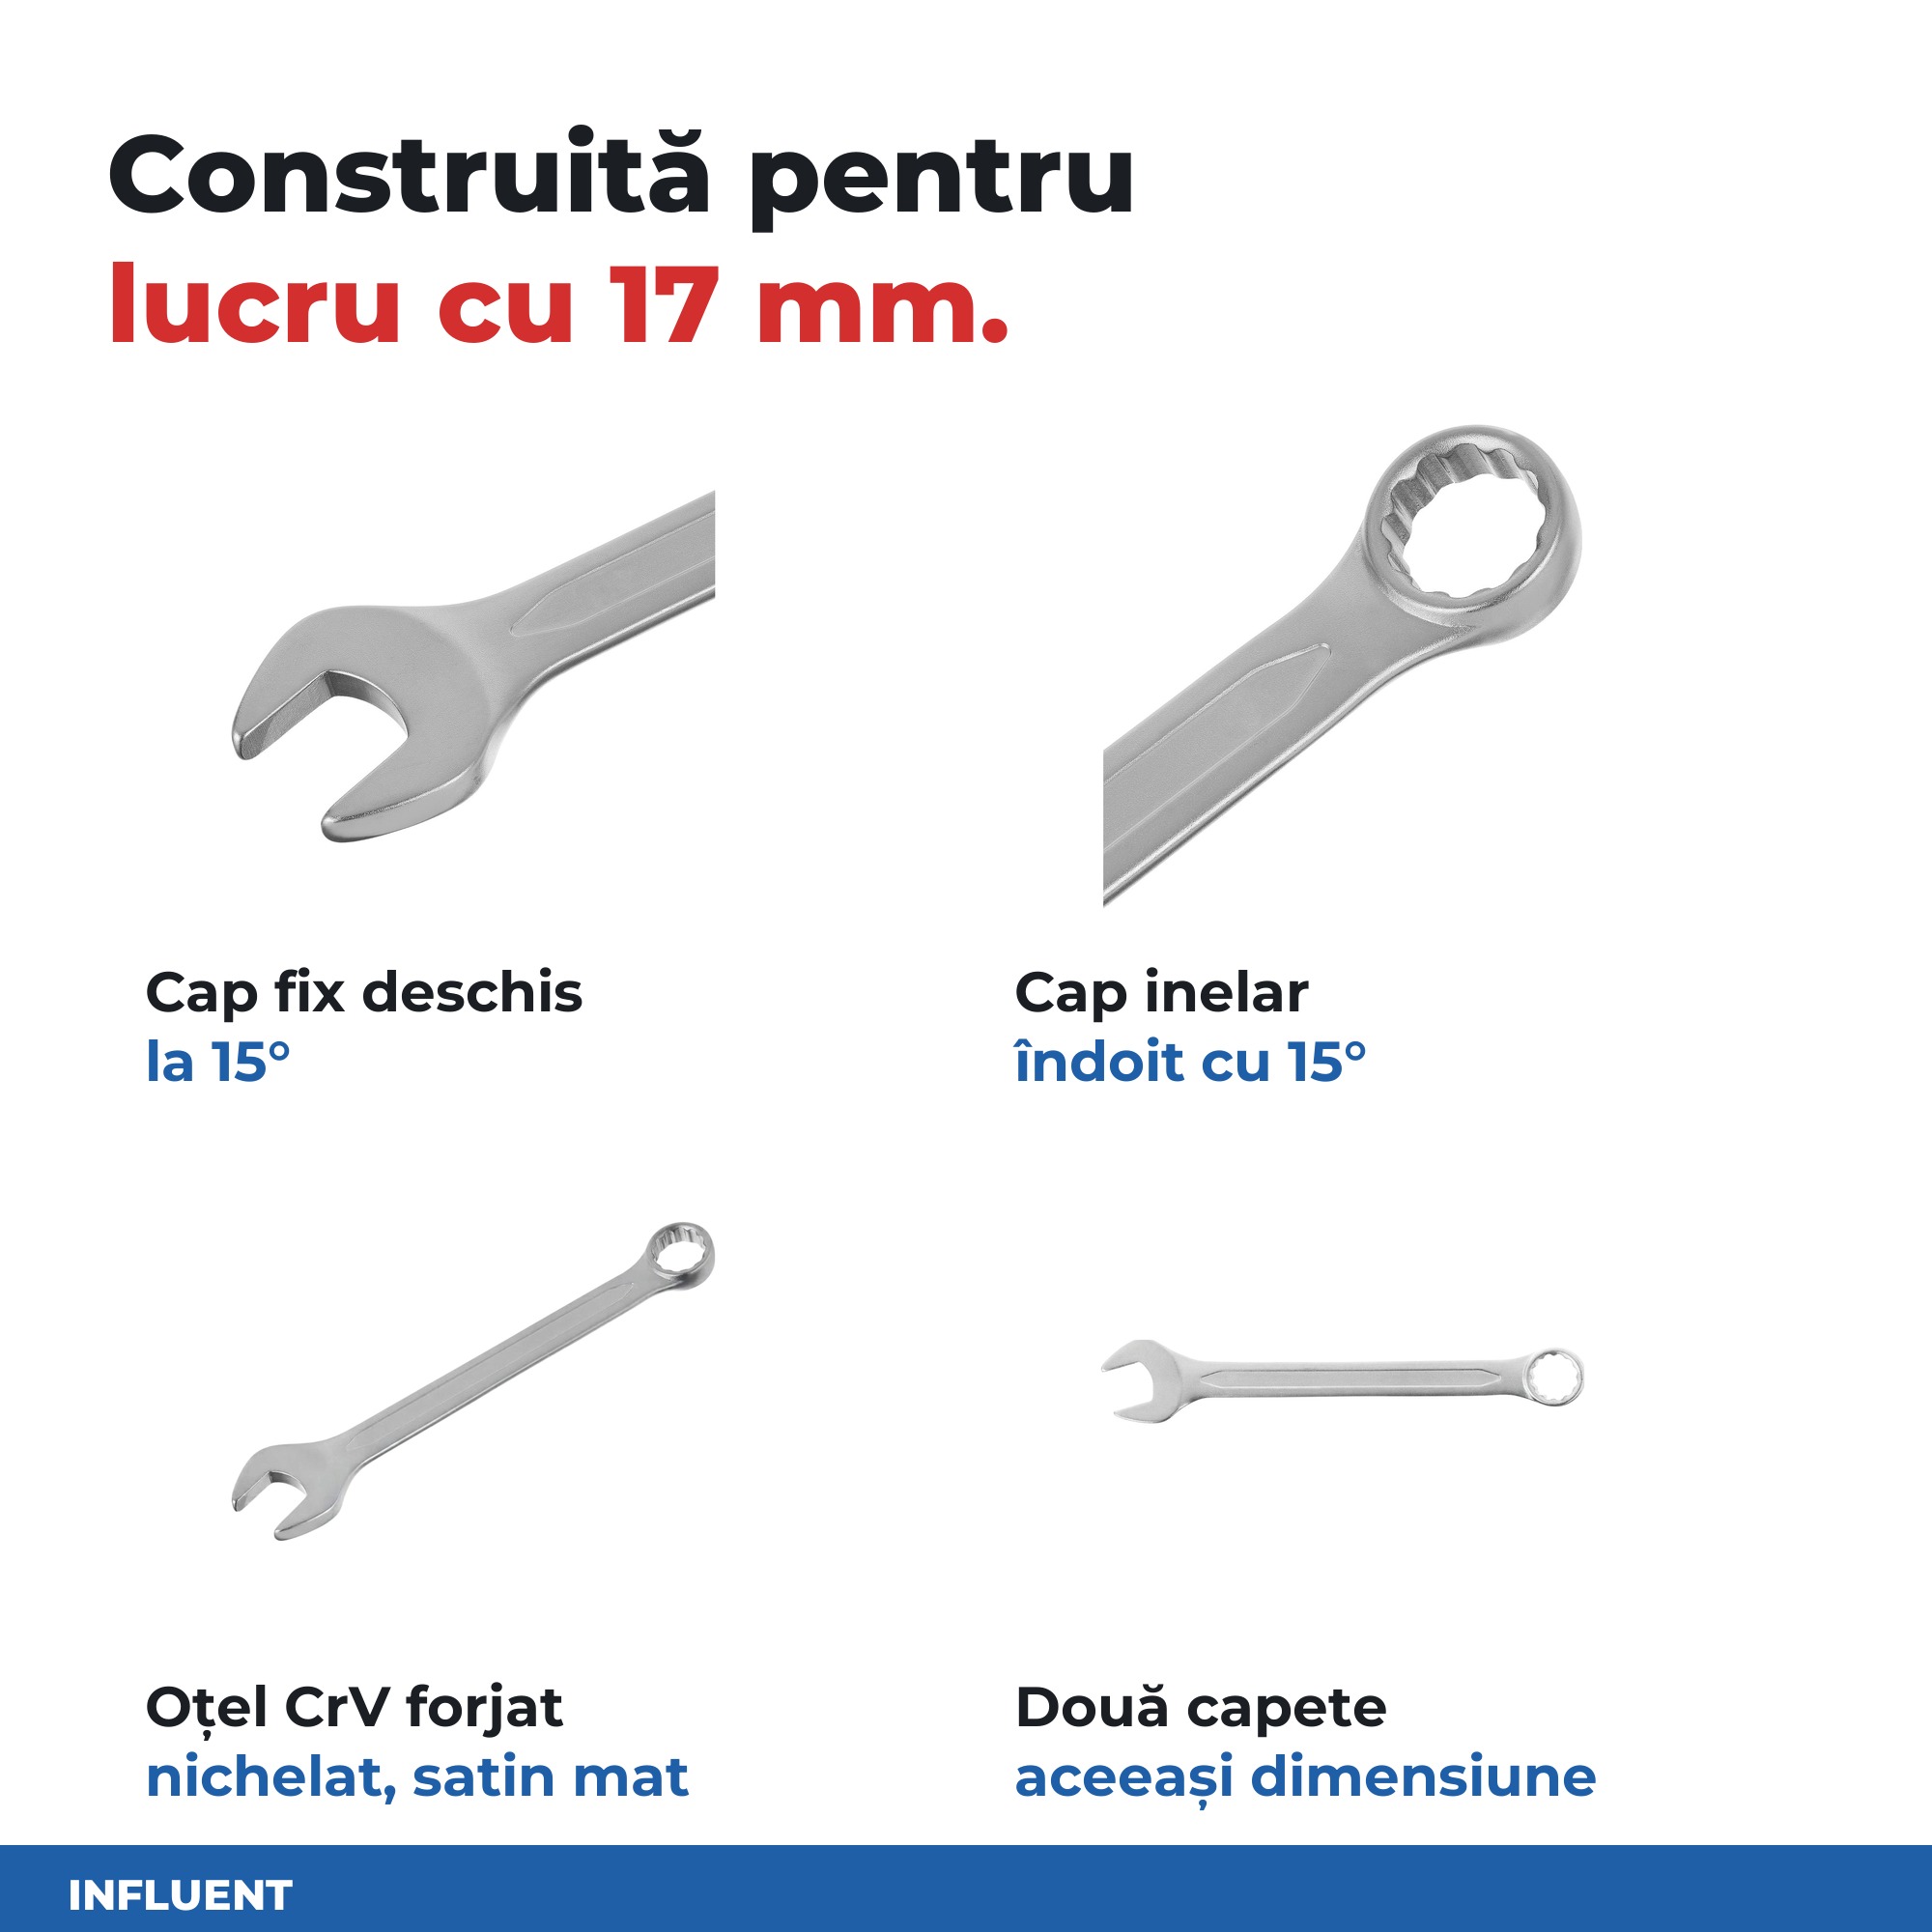 Construită pentru
lucru cu 17 mm.
Cap fix deschis
la 15°
Cap inelar
îndoit cu 15°
Oțel CrV forjat
nichelat, satin mat
Două capete
aceeași dimensiune
INFLUENT